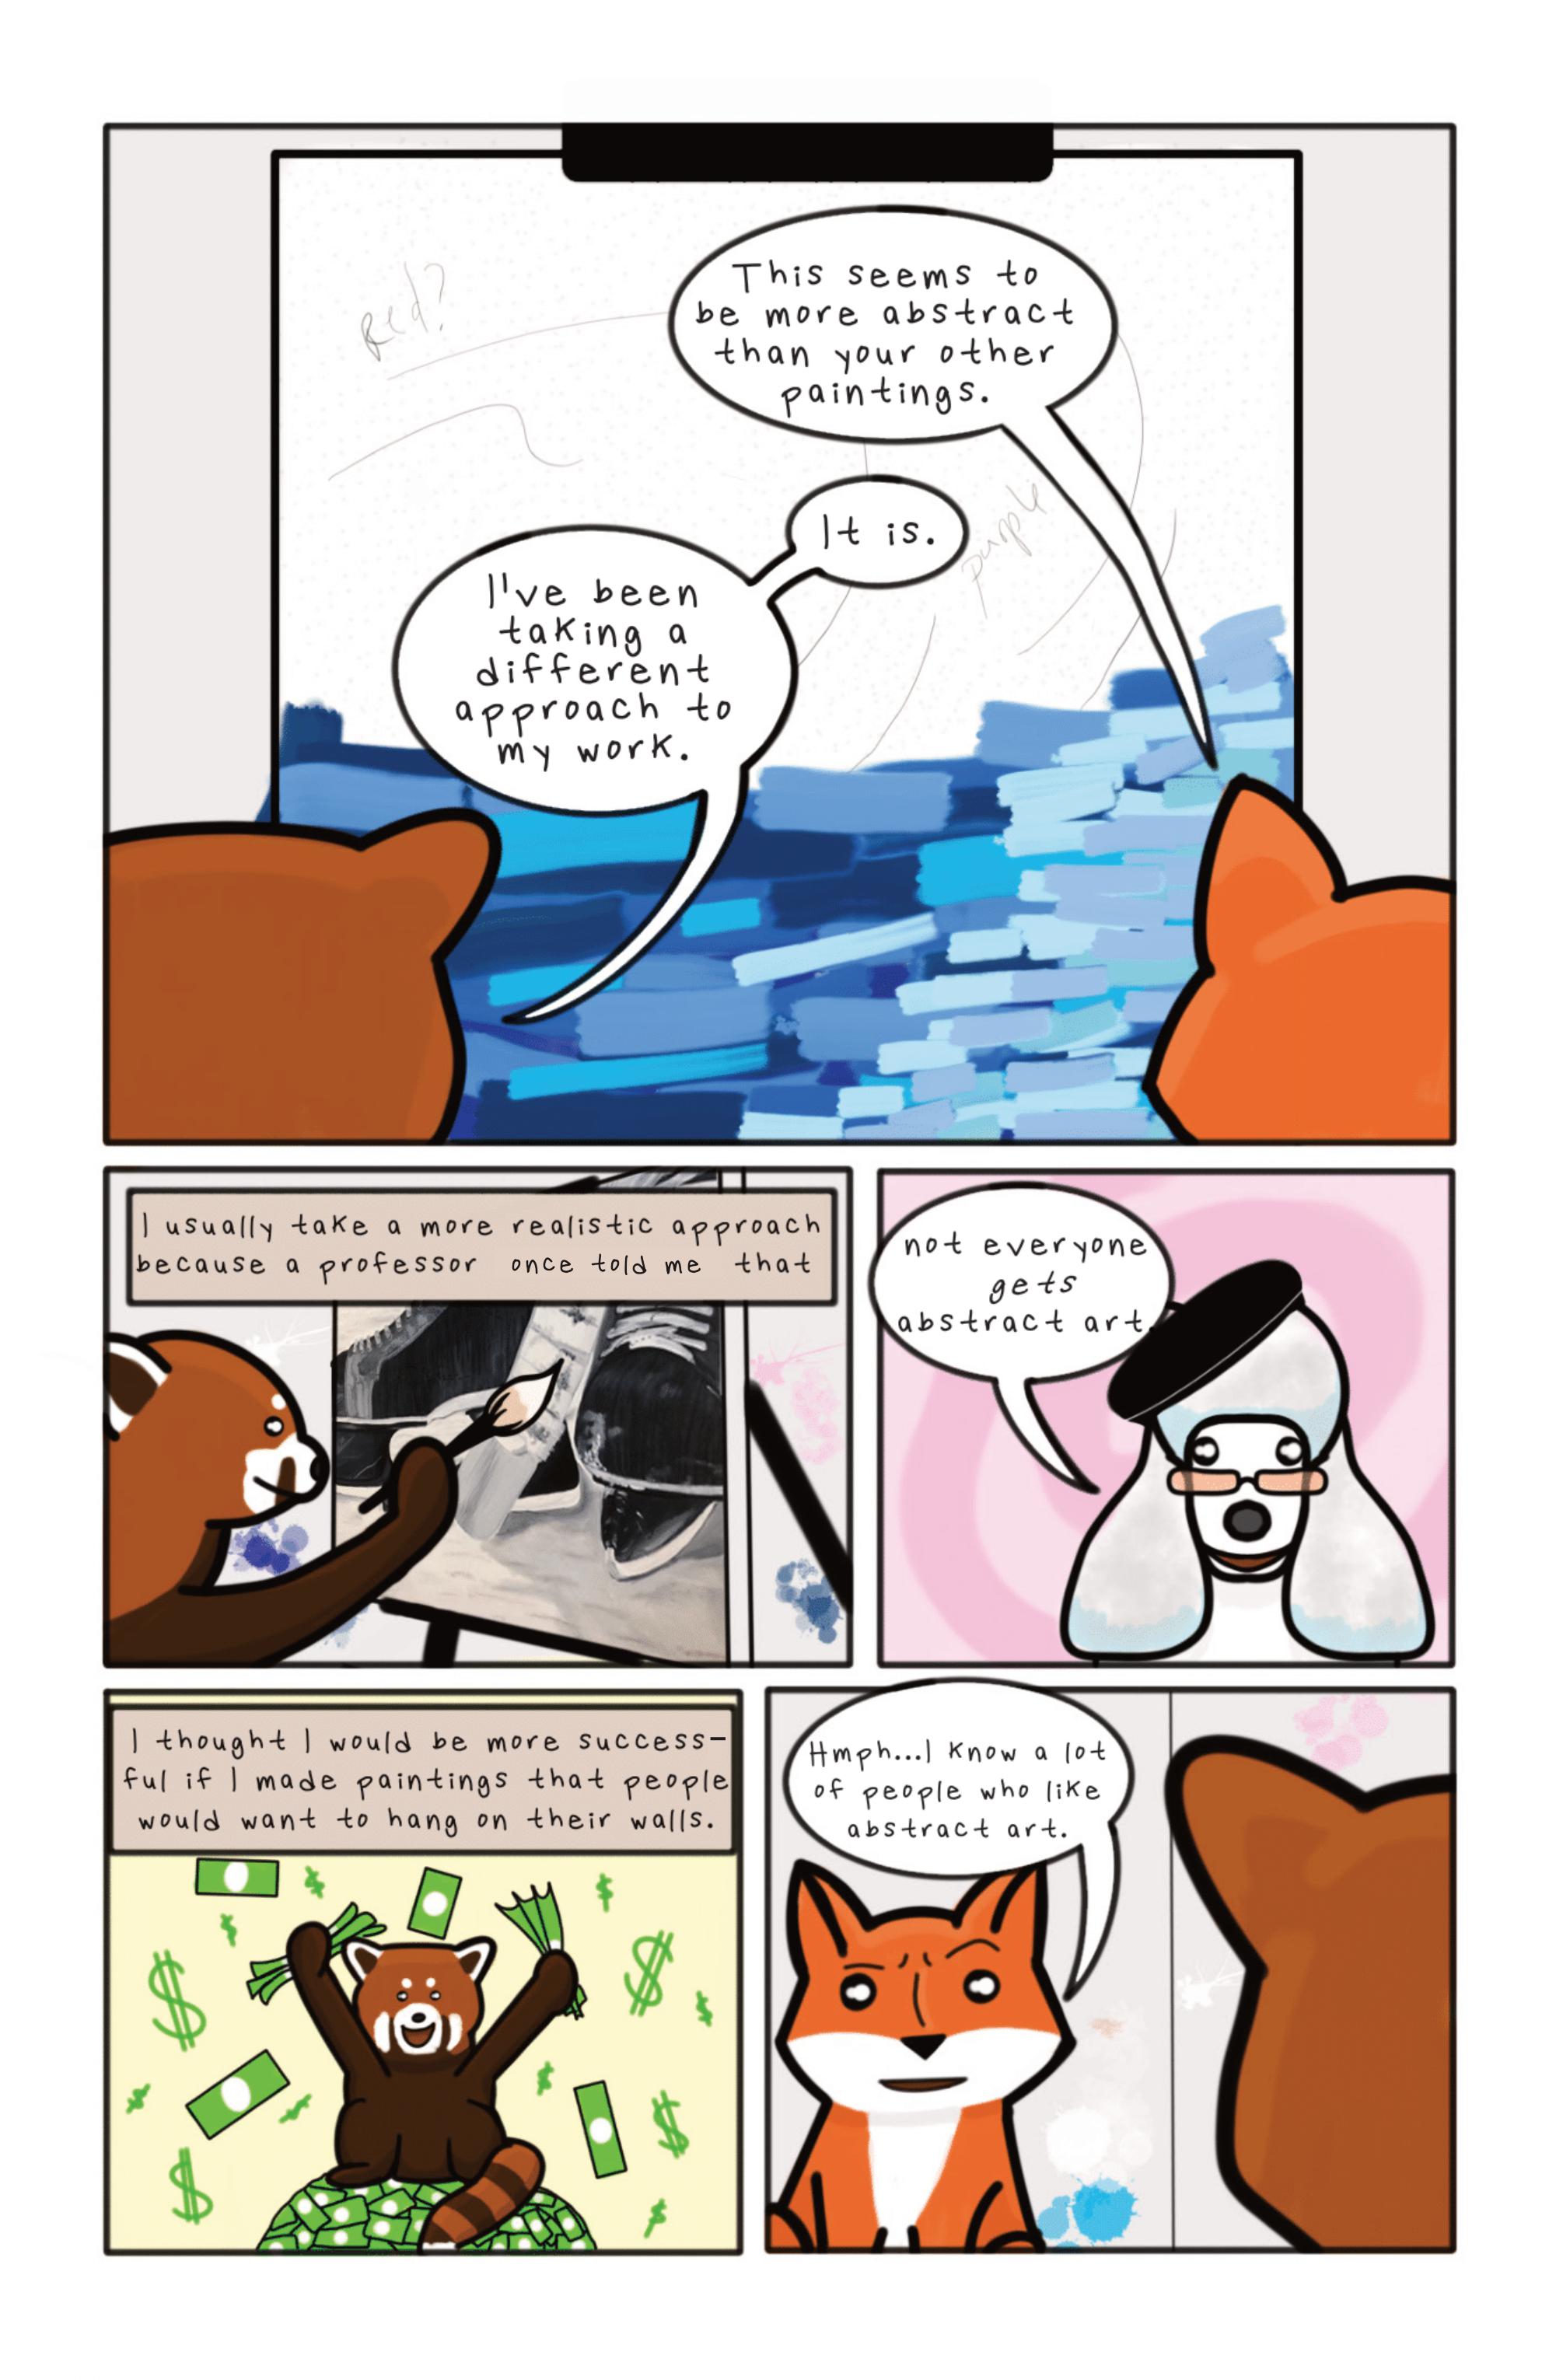 Red?
This seems to
be more abstract
than your other
paintings.
It is.
purple
I've been
taking a
different
approach to
my work.
I usually take a more realistic approach
because a professor once told me that
not everyone
gets
abstract art.
I thought I would be more success-
ful if I made paintings that people
would want to hang on their walls.
Hmph...I know a lot
of people who like
abstract art.